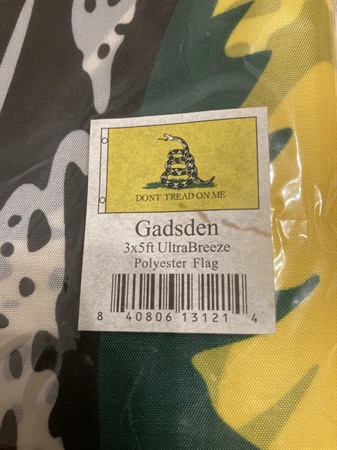 DONT TREAD ON ME
Gadsden
3x5ft UltraBreeze
Polyester Flag
8 40806 13121 4